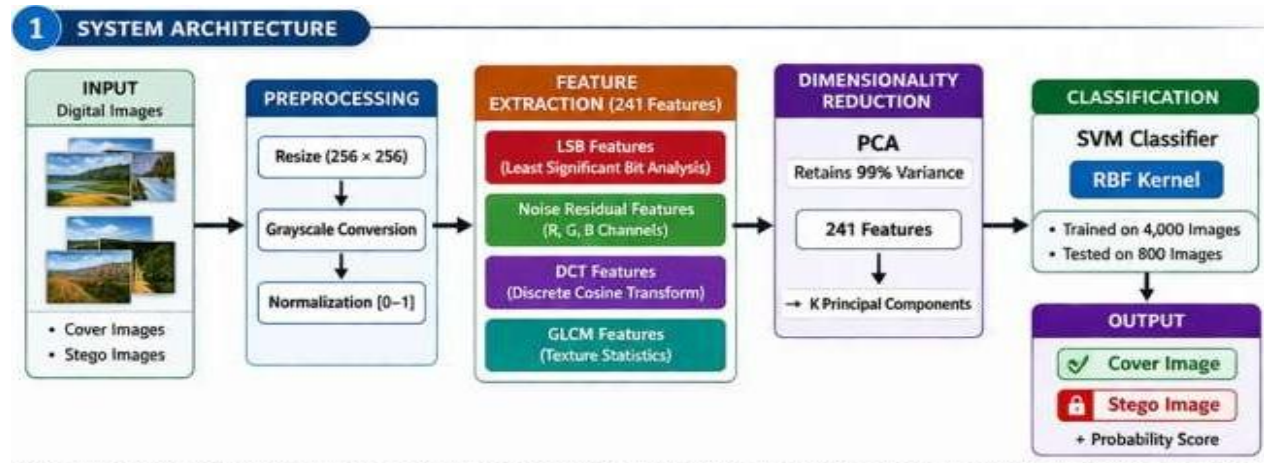 1 SYSTEM ARCHITECTURE
INPUT
Digital Images
• Cover Images
• Stego Images
PREPROCESSING
Resize (256 × 256)
Grayscale Conversion
Normalization [0–1]
FEATURE
EXTRACTION (241 Features)
LSB Features
(Least Significant Bit Analysis)
Noise Residual Features
(R, G, B Channels)
DCT Features
(Discrete Cosine Transform)
GLCM Features
(Texture Statistics)
DIMENSIONALITY
REDUCTION
PCA
Retains 99% Variance
241 Features
→ K Principal Components
CLASSIFICATION
SVM Classifier
RBF Kernel
• Trained on 4,000 Images
• Tested on 800 Images
OUTPUT
Cover Image
Stego Image
+ Probability Score